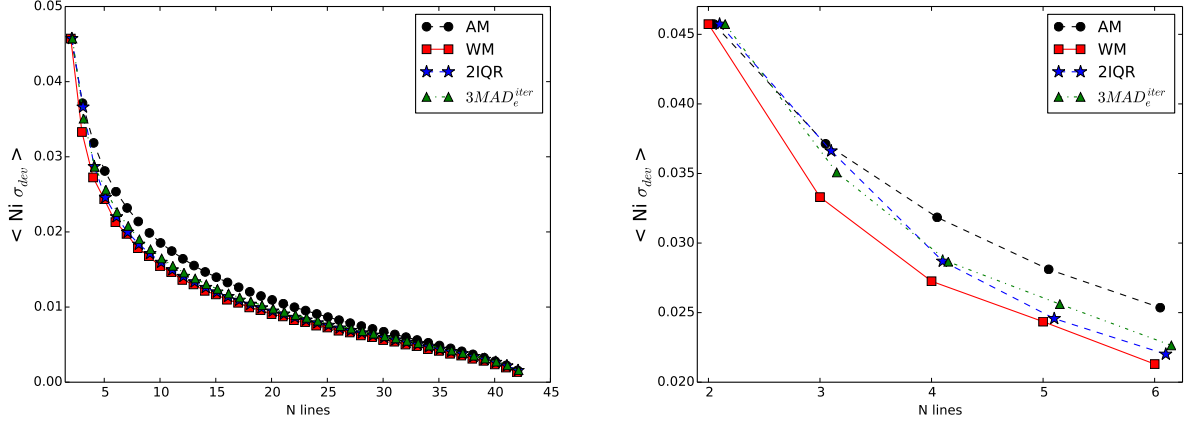 < Ni σ_dev >
0.05
0.04
0.03
0.02
0.01
0.00
5 10 15 20 25 30 35 40 45
N lines
AM
WM
2IQR
3MAD_e^iter
< Ni σ_dev >
0.045
0.040
0.035
0.030
0.025
0.020
2 3 4 5 6
N lines
AM
WM
2IQR
3MAD_e^iter